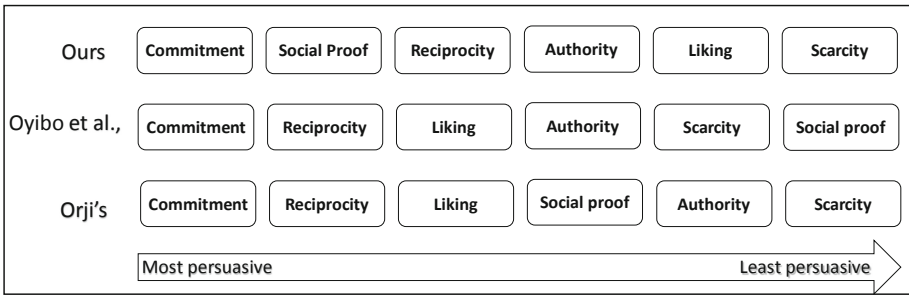 Ours Commitment Social Proof Reciprocity Authority Liking Scarcity
Oyibo et al., Commitment Reciprocity Liking Authority Scarcity Social proof
Orji's Commitment Reciprocity Liking Social proof Authority Scarcity
Most persuasive Least persuasive